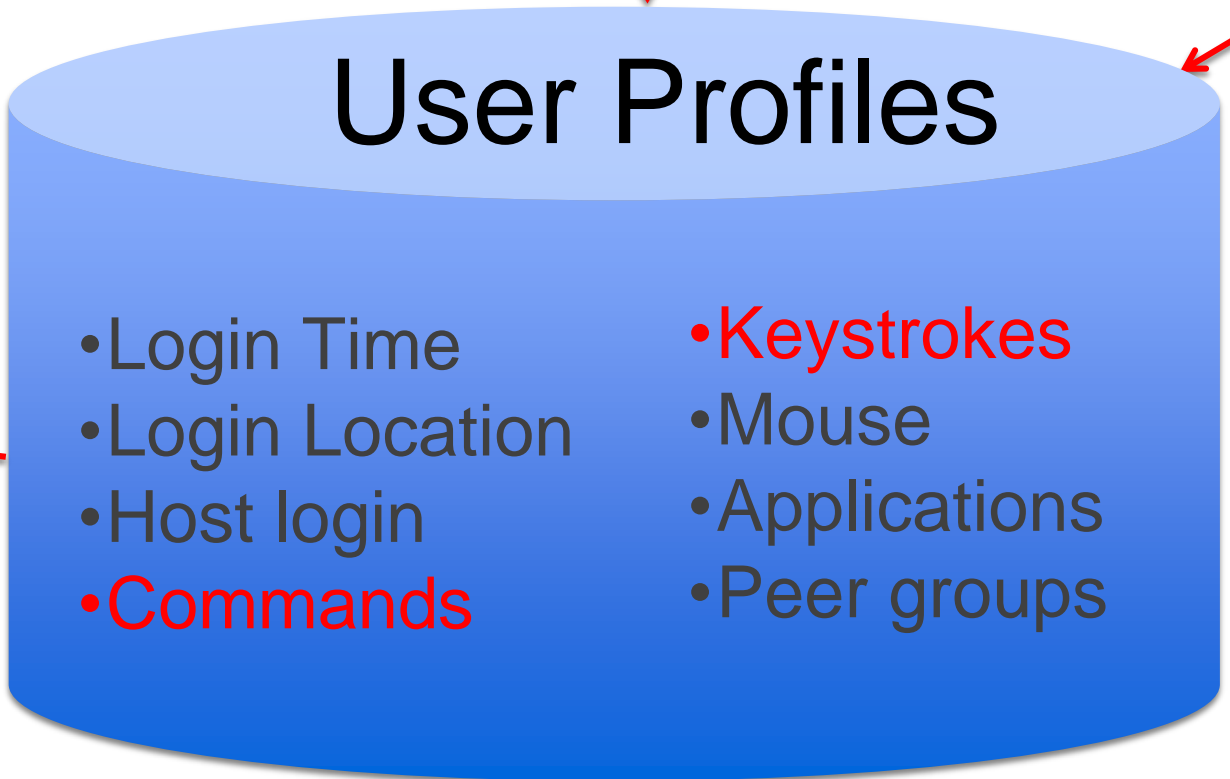 User Profiles
•Login Time
•Login Location
•Host login
•Commands
•Keystrokes
•Mouse
•Applications
•Peer groups